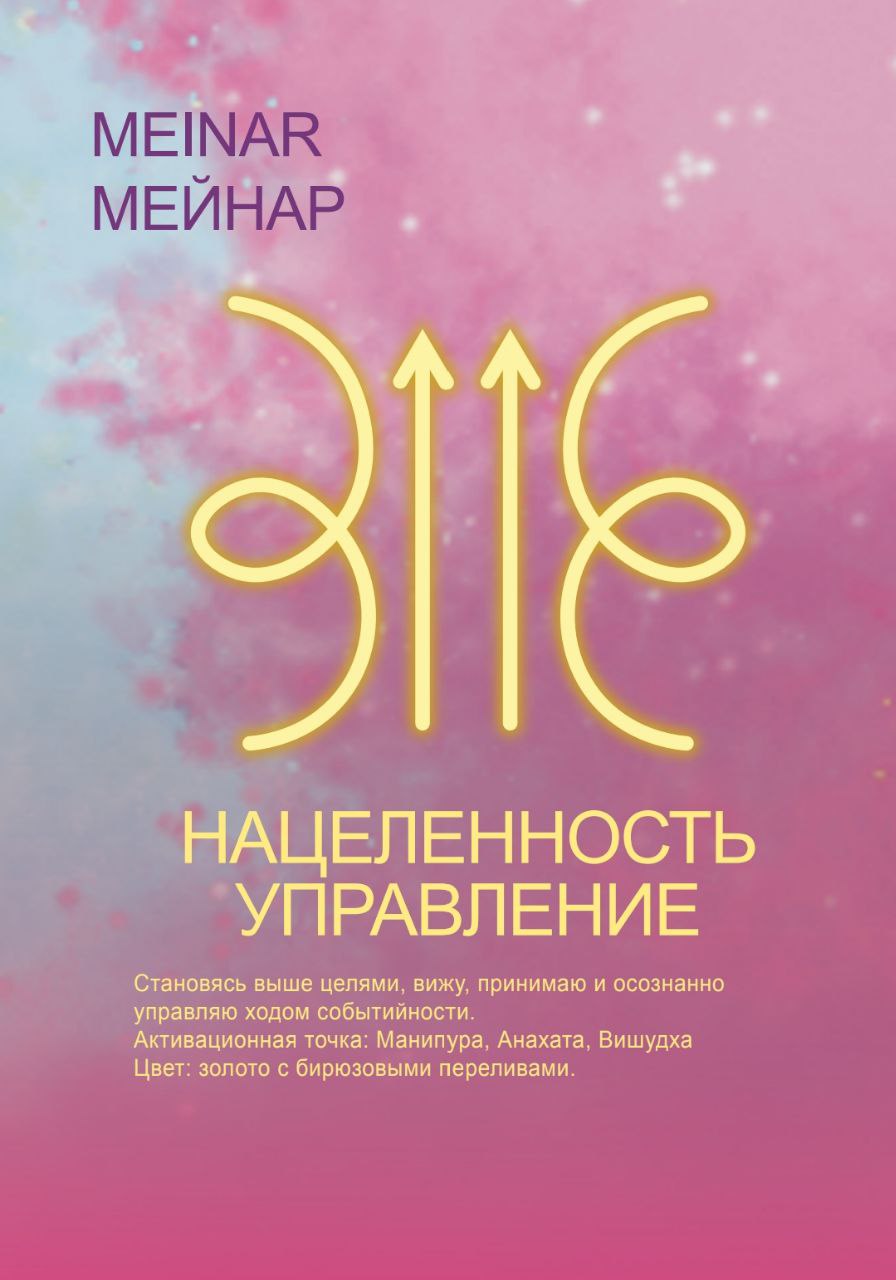 MEINAR
МЕЙНАР
НАЦЕЛЕННОСТЬ
УПРАВЛЕНИЕ
Становясь выше целями, вижу, принимаю и осознанно
управляю ходом событийности.
Активационная точка: Манипура, Анахата, Вишудха
Цвет: золото с бирюзовыми переливами.